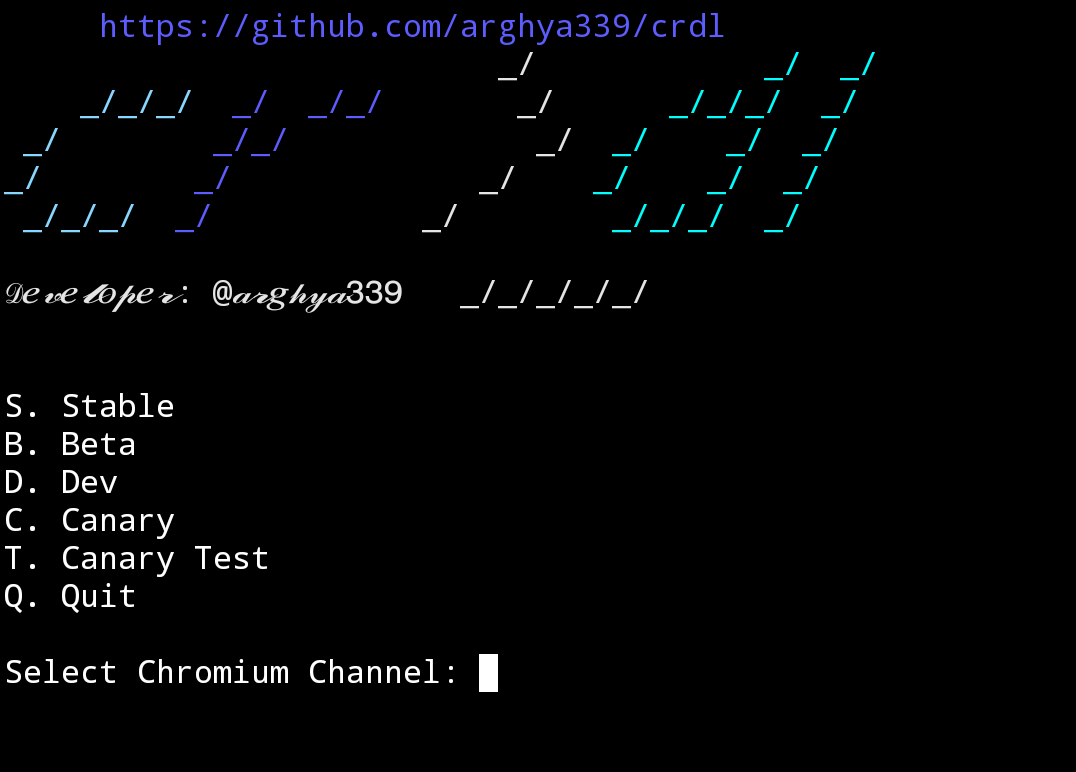 https://github.com/arghya339/crdl
                          _/            _/  _/
    _/_/_/  _/  _/_/       _/      _/_/_/  _/
 _/        _/_/             _/  _/    _/  _/
_/        _/             _/    _/    _/  _/
 _/_/_/  _/           _/        _/_/_/  _/
𝒟𝑒𝓋𝑒𝓁𝑜𝓅𝑒𝓇: @𝒶𝓇𝑔𝒽𝓎𝒶𝟥𝟥𝟫   _/_/_/_/_/
S. Stable
B. Beta
D. Dev
C. Canary
T. Canary Test
Q. Quit
Select Chromium Channel: